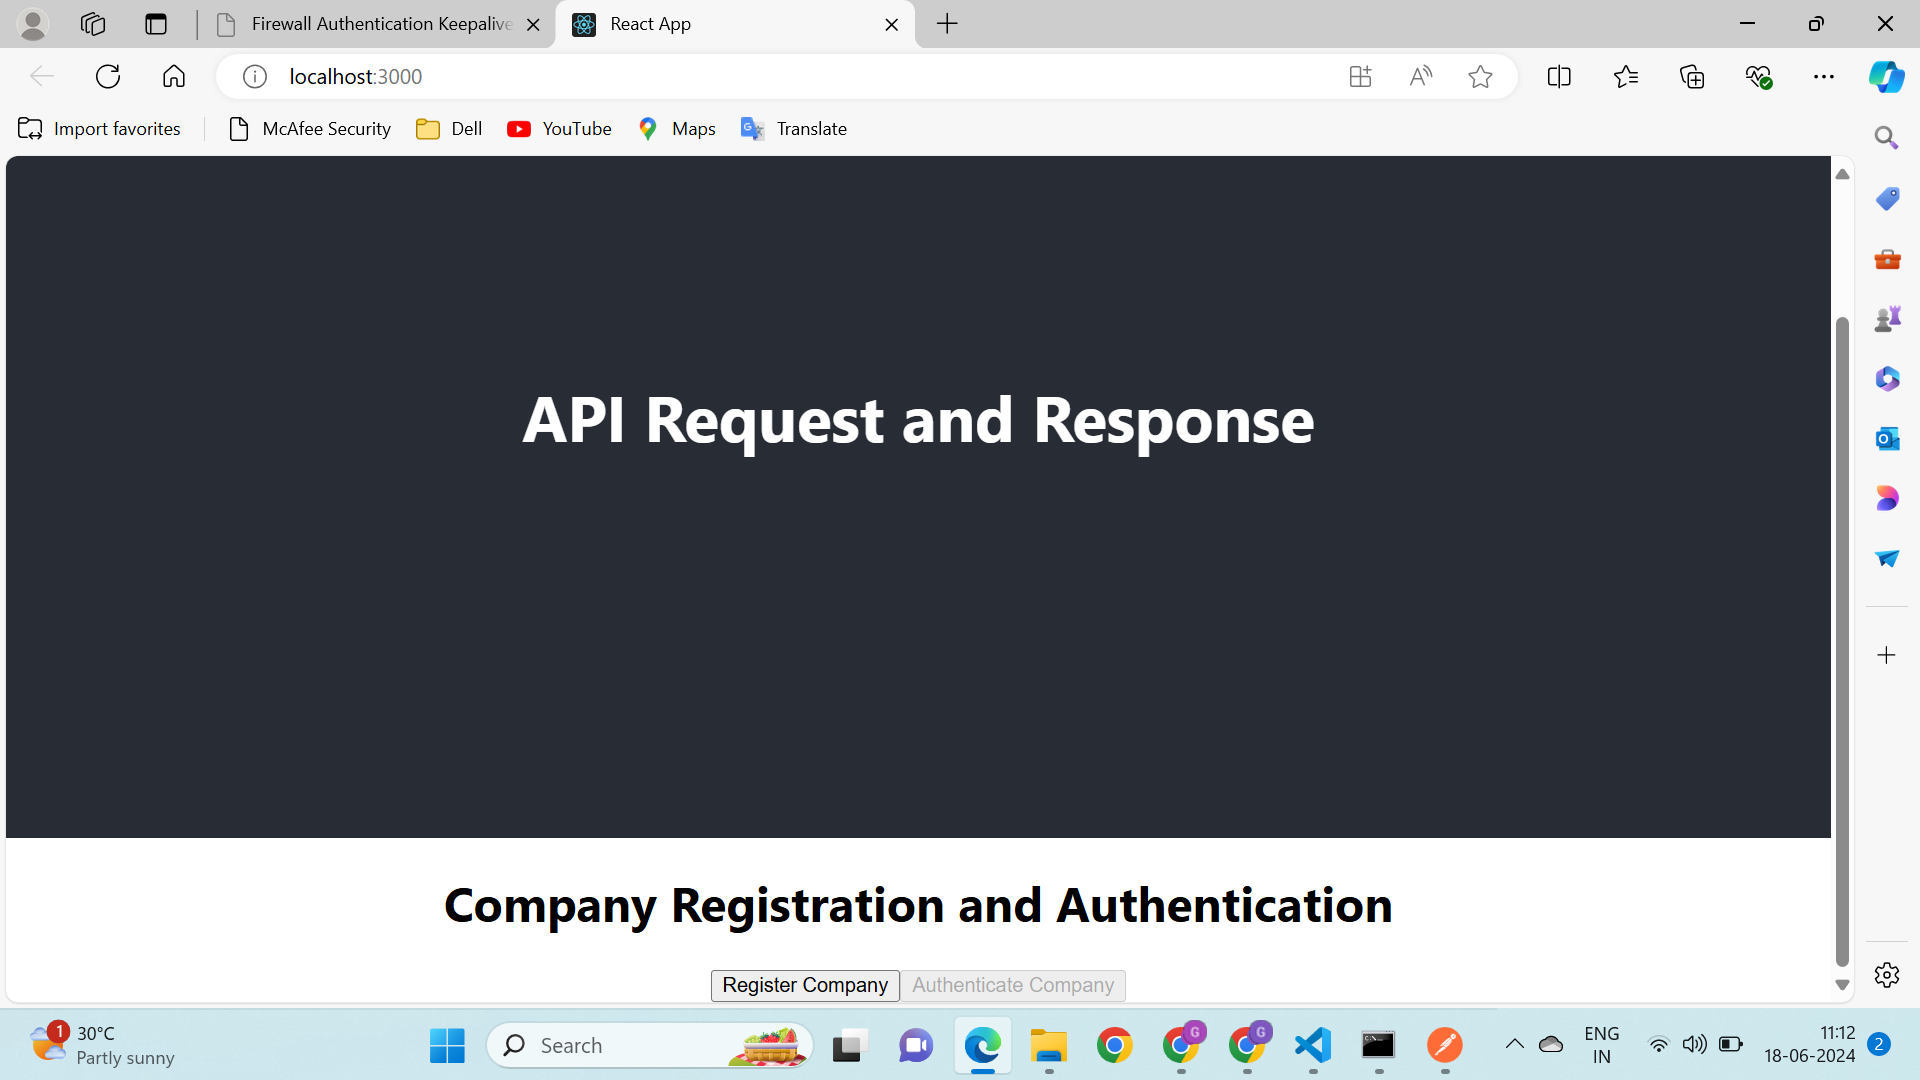 Firewall Authentication Keepalive
React App
localhost:3000
Import favorites
McAfee Security
Dell
YouTube
Maps
Translate
API Request and Response
Company Registration and Authentication
Register Company
Authenticate Company
1
30°C
Partly sunny
Search
G
G
ENG
IN
11:12
18-06-2024
2